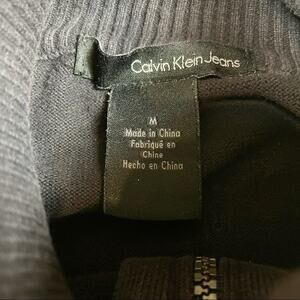 Calvin Klein Jeans
M
Made in China
Fabriqué en
Chine
Hecho en China